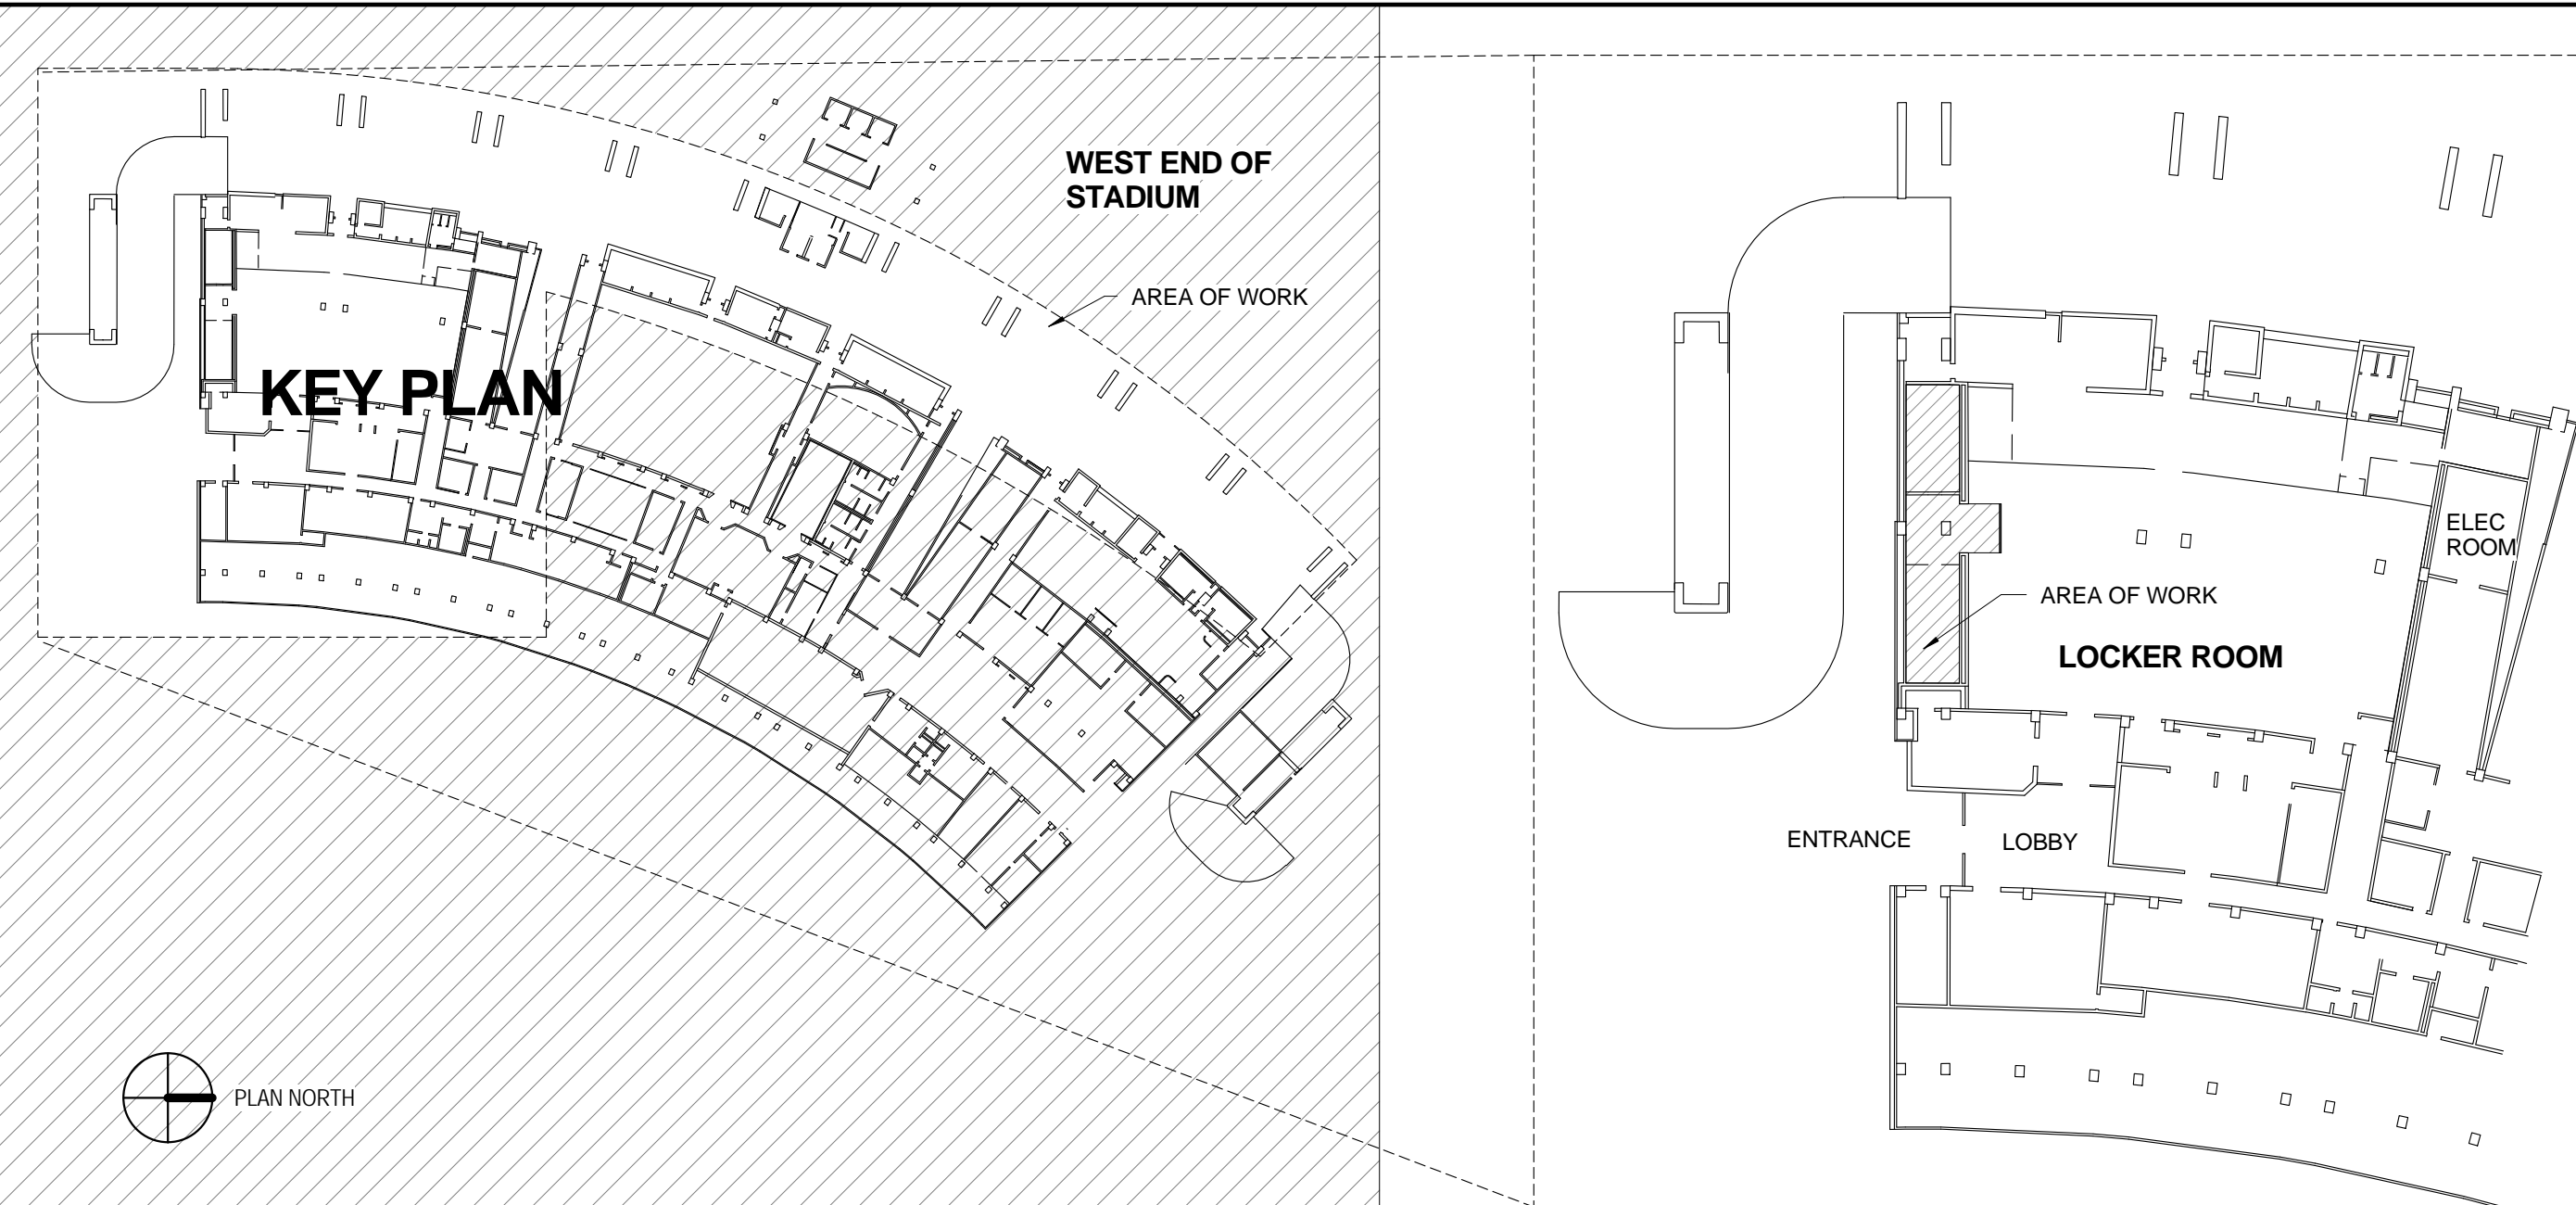 WEST END OF
STADIUM
AREA OF WORK
KEY PLAN
PLAN NORTH
ELEC
ROOM
AREA OF WORK
LOCKER ROOM
ENTRANCE
LOBBY